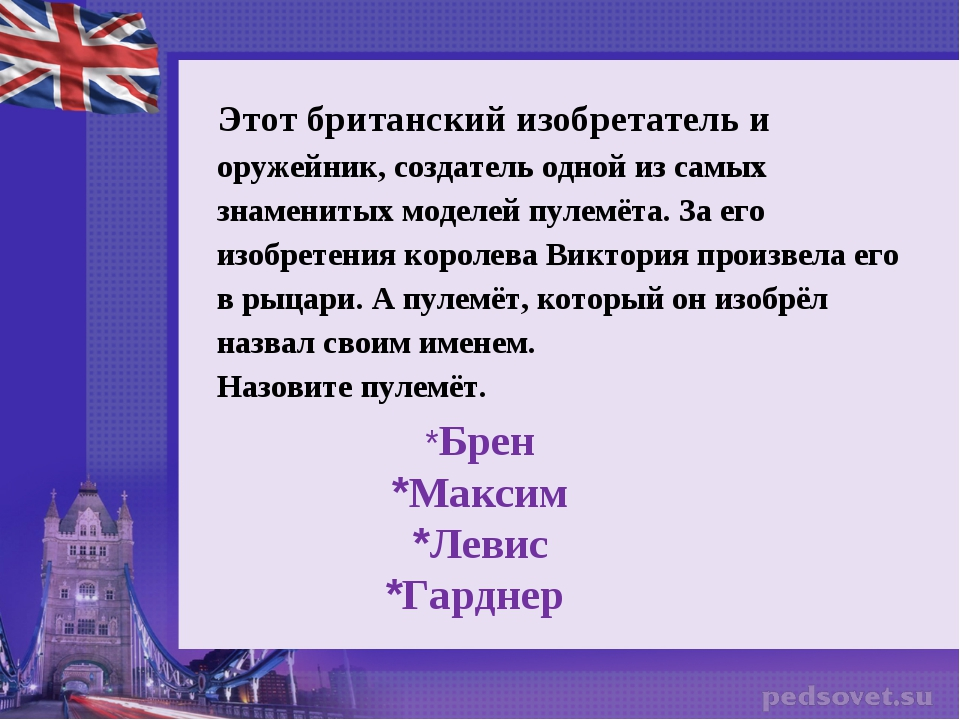 Этот британский изобретатель и
оружейник, создатель одной из самых
знаменитых моделей пулемёта. За его
изобретения королева Виктория произвела его
в рыцари. А пулемёт, который он изобрёл
назвал своим именем.
Назовите пулемёт.
*Брен
*Максим
*Левис
*Гарднер
pedsovet.su